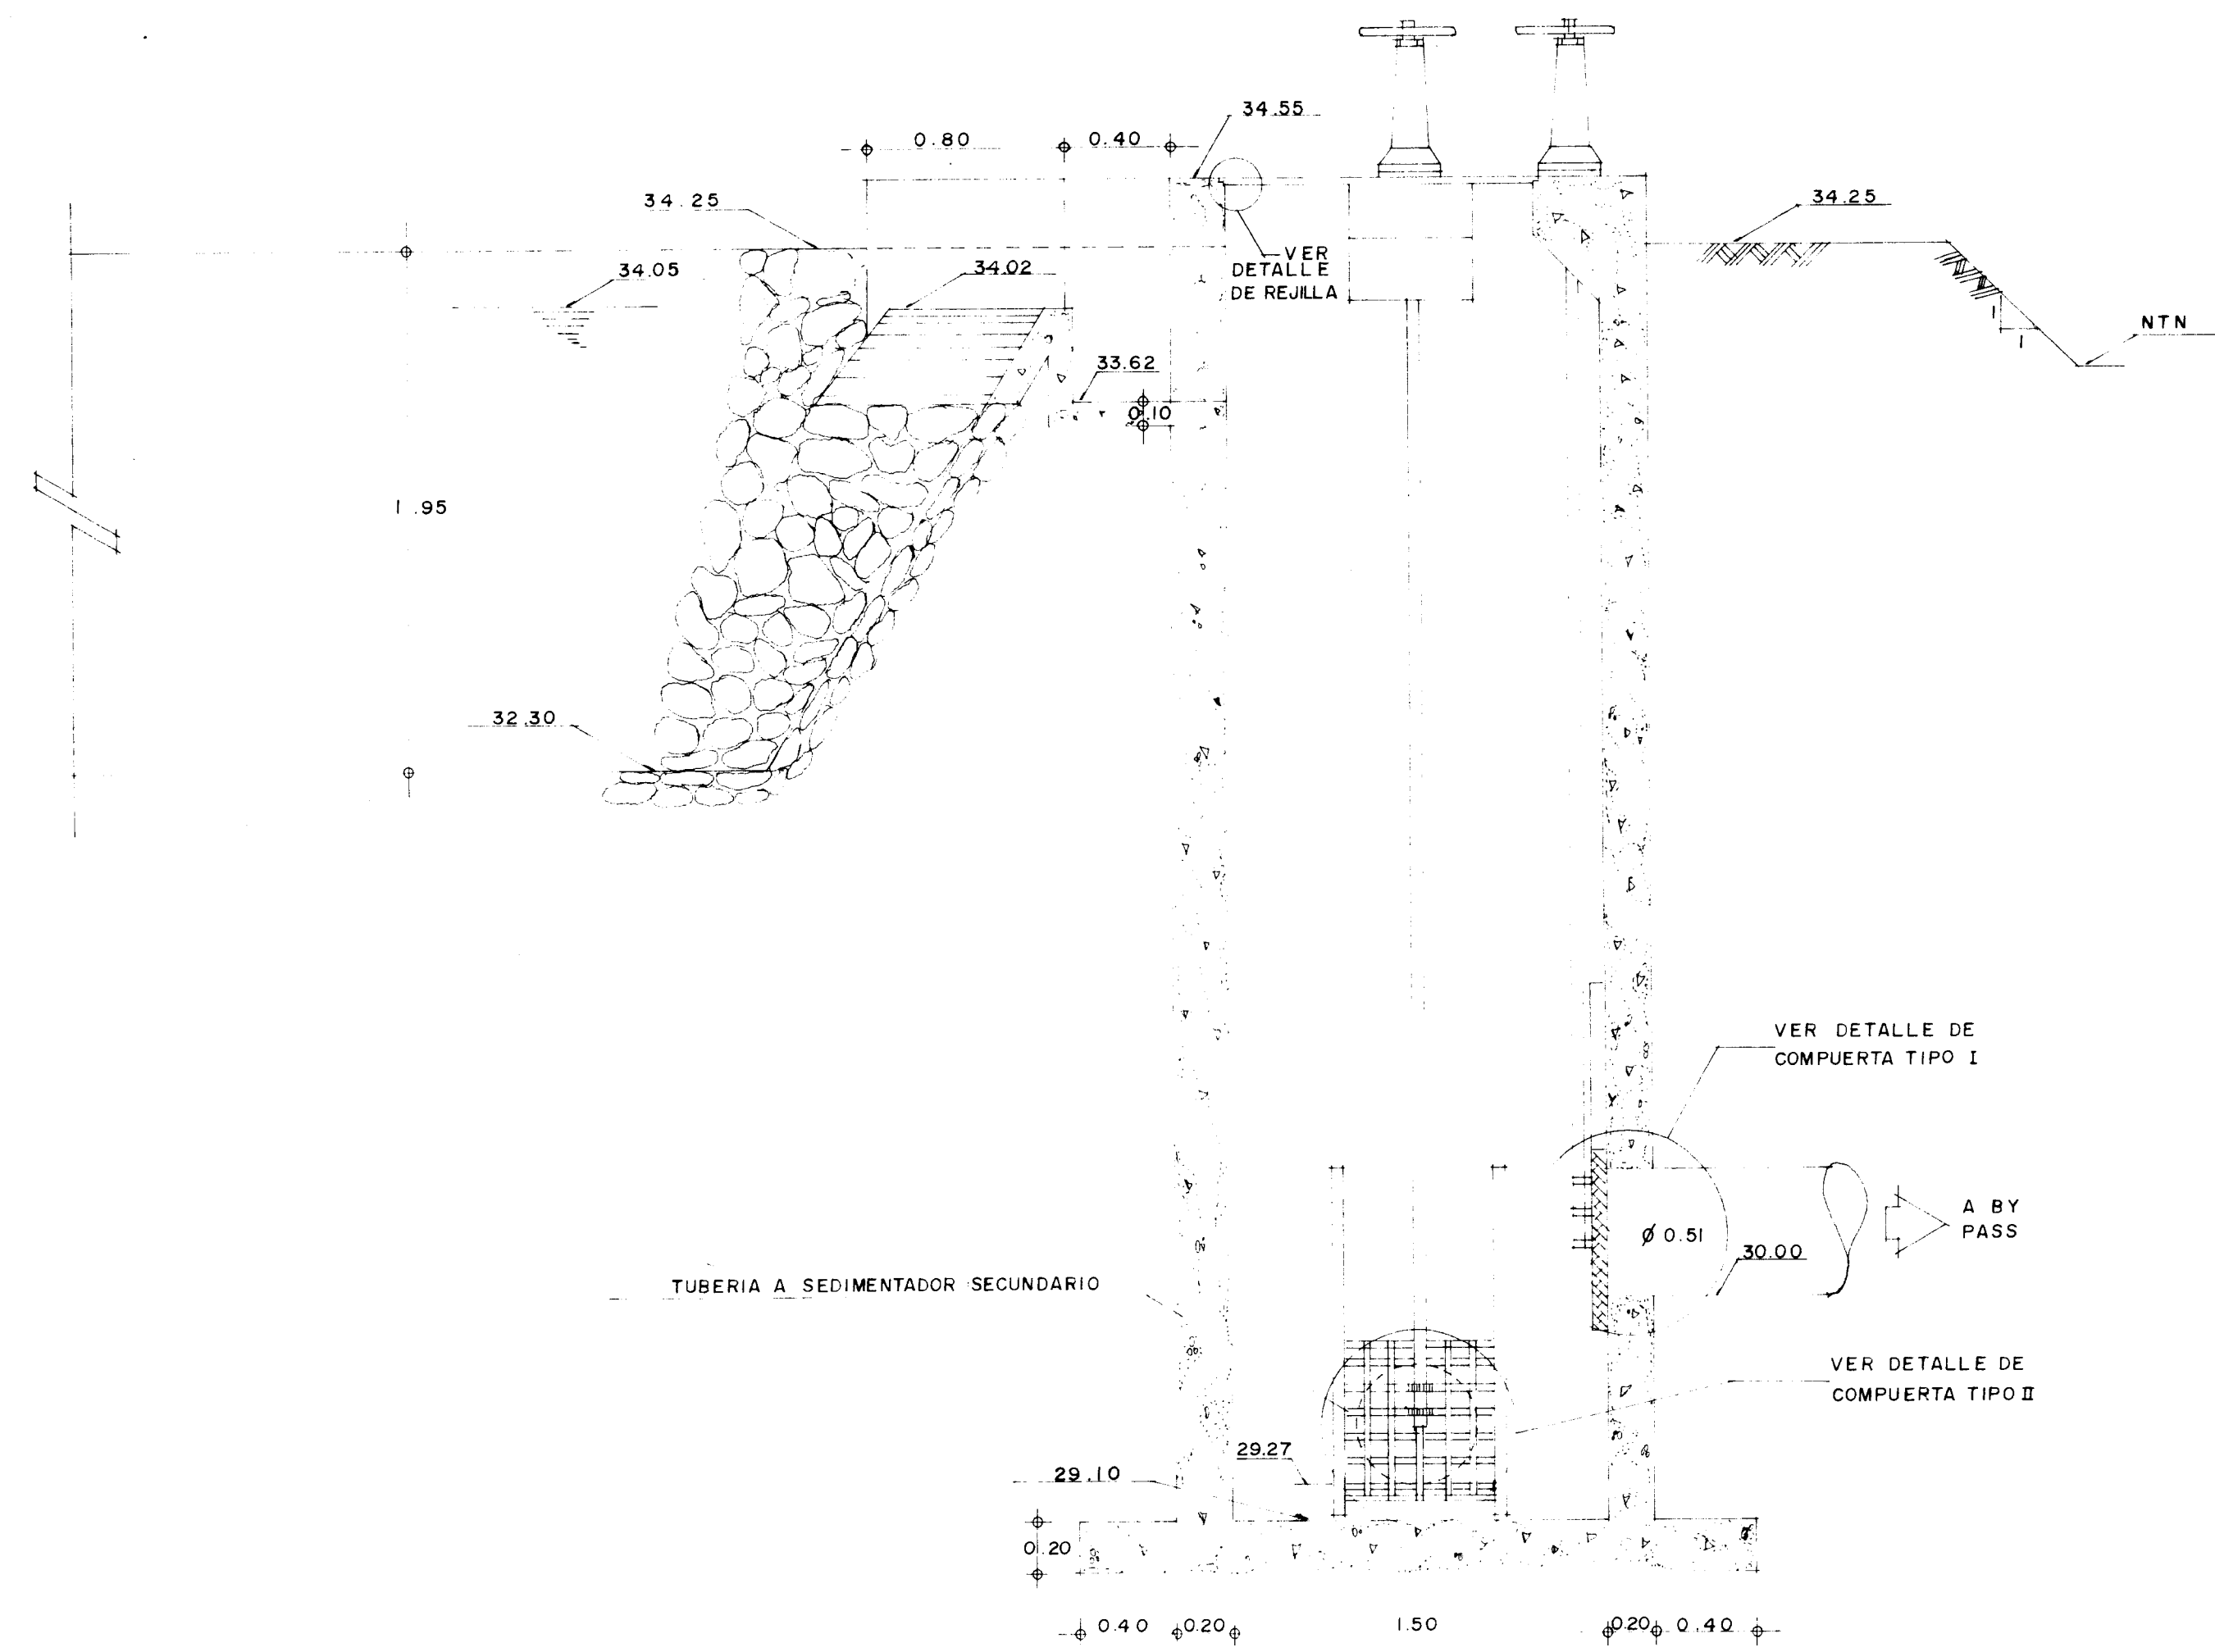 34.55
0.80
0.40
34.25
34.25
34.05
34.02
VER
DETALLE
DE REJILLA
NTN
1
1
33.62
0.10
1.95
32.30
VER DETALLE DE
COMPUERTA TIPO I
A BY
PASS
Ø 0.51
30.00
TUBERIA A SEDIMENTADOR SECUNDARIO
VER DETALLE DE
COMPUERTA TIPO II
29.27
29.10
0.20
0.40
0.20
1.50
0.20
0.40